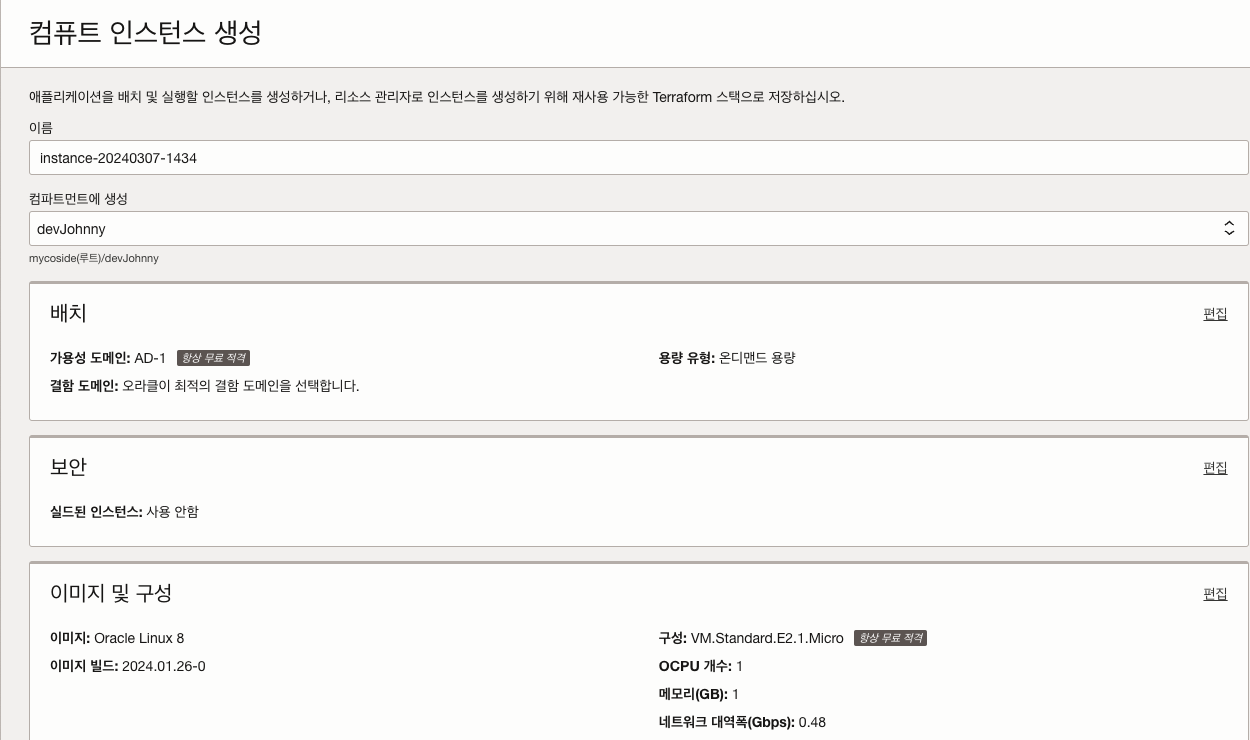 컴퓨트 인스턴스 생성
애플리케이션을 배치 및 실행할 인스턴스를 생성하거나, 리소스 관리자로 인스턴스를 생성하기 위해 재사용 가능한 Terraform 스택으로 저장하십시오.
이름
instance-20240307-1434
컴파트먼트에 생성
devJohnny
mycoside(루트)/devJohnny
배치 편집
가용성 도메인: AD-1 항상 무료 적격 용량 유형: 온디맨드 용량
결함 도메인: 오라클이 최적의 결함 도메인을 선택합니다.
보안 편집
실드된 인스턴스: 사용 안함
이미지 및 구성 편집
이미지: Oracle Linux 8 구성: VM.Standard.E2.1.Micro 항상 무료 적격
이미지 빌드: 2024.01.26-0 OCPU 개수: 1
메모리(GB): 1
네트워크 대역폭(Gbps): 0.48